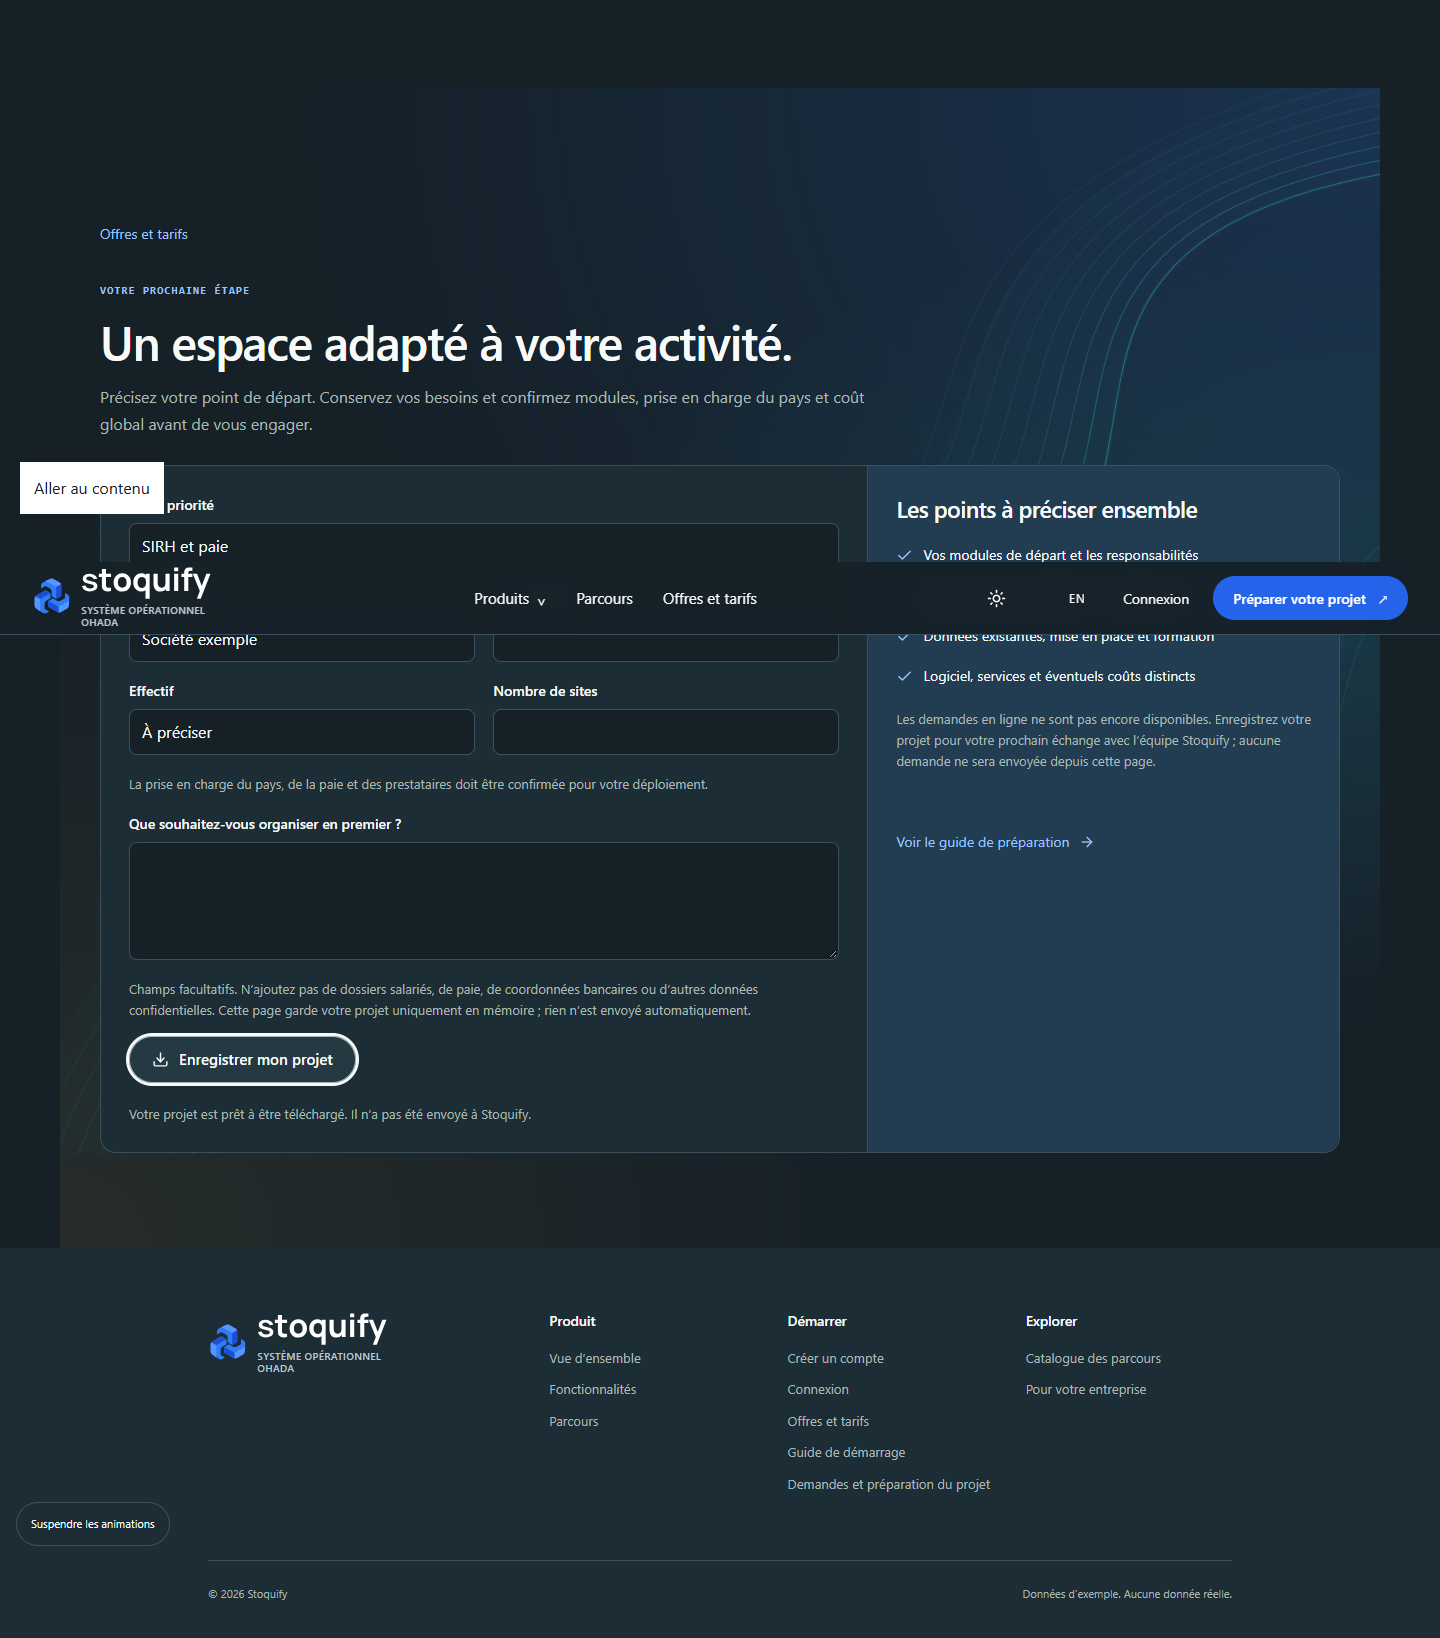 Offres et tarifs
VOTRE PROCHAINE ÉTAPE
Un espace adapté à votre activité.
Précisez votre point de départ. Conservez vos besoins et confirmez modules, prise en charge du pays et coût
global avant de vous engager.
Aller au contenu
priorité
SIRH et paie
Les points à préciser ensemble
Vos modules de départ et les responsabilités
stoquify
SYSTÈME OPÉRATIONNEL
OHADA
Produits
Parcours
Offres et tarifs
EN
Connexion
Préparer votre projet ↗
Société exemple
Données existantes, mise en place et formation
Logiciel, services et éventuels coûts distincts
Effectif
Nombre de sites
À préciser
Les demandes en ligne ne sont pas encore disponibles. Enregistrez votre
projet pour votre prochain échange avec l’équipe Stoquify ; aucune
demande ne sera envoyée depuis cette page.
La prise en charge du pays, de la paie et des prestataires doit être confirmée pour votre déploiement.
Que souhaitez-vous organiser en premier ?
Voir le guide de préparation
Champs facultatifs. N’ajoutez pas de dossiers salariés, de paie, de coordonnées bancaires ou d’autres données
confidentielles. Cette page garde votre projet uniquement en mémoire ; rien n’est envoyé automatiquement.
Enregistrer mon projet
Votre projet est prêt à être téléchargé. Il n’a pas été envoyé à Stoquify.
stoquify
SYSTÈME OPÉRATIONNEL
OHADA
Produit
Vue d’ensemble
Fonctionnalités
Parcours
Démarrer
Créer un compte
Connexion
Offres et tarifs
Guide de démarrage
Demandes et préparation du projet
Explorer
Catalogue des parcours
Pour votre entreprise
Suspendre les animations
© 2026 Stoquify
Données d’exemple. Aucune donnée réelle.